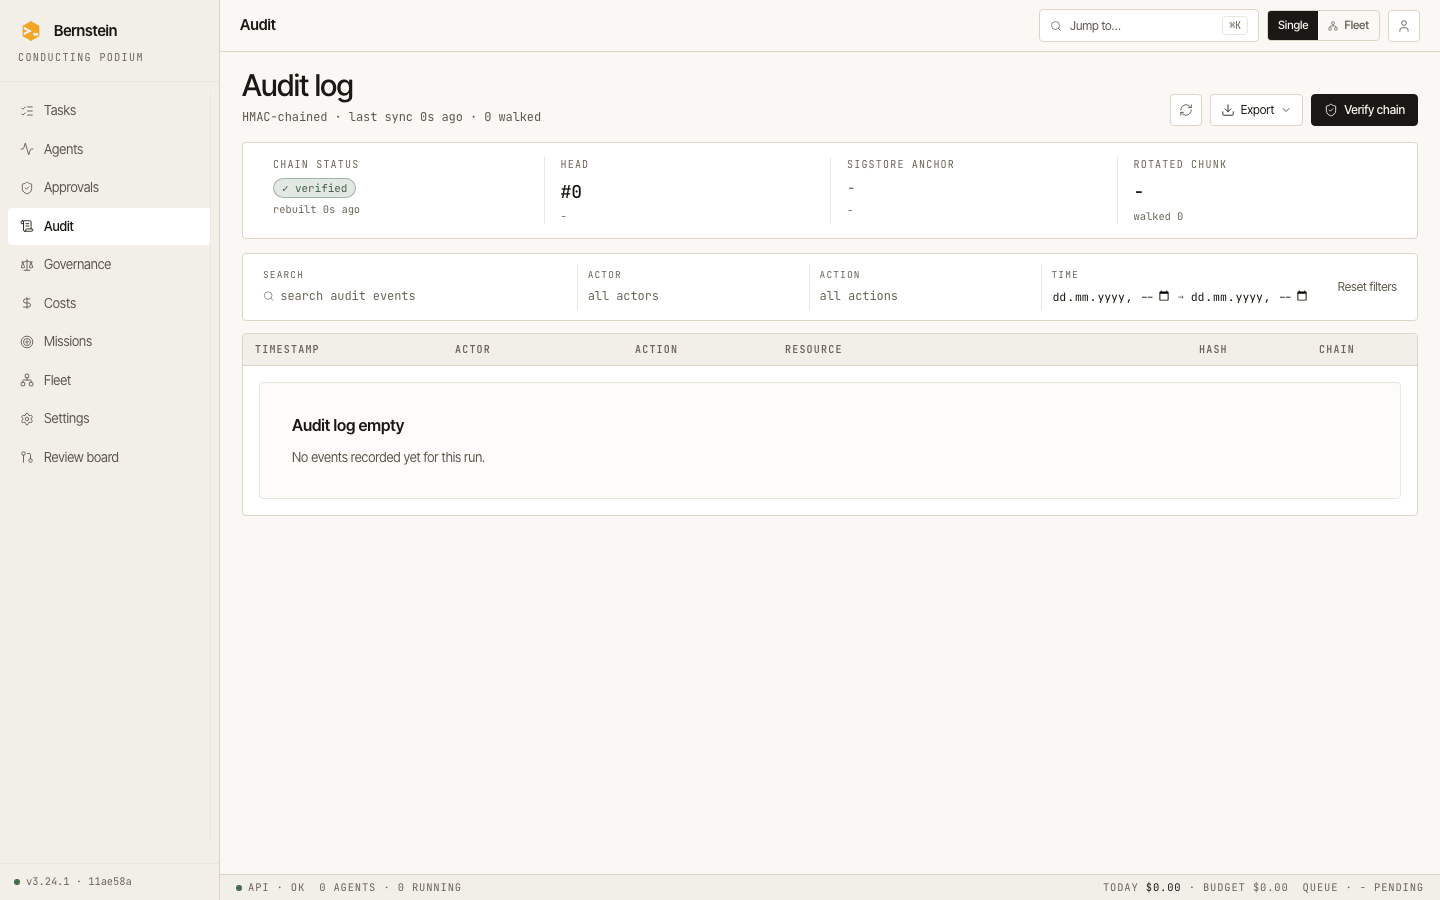 Bernstein
CONDUCTING PODIUM
Tasks
Agents
Approvals
Audit
Governance
Costs
Missions
Fleet
Settings
Review board
v3.24.1 · 11ae58a
Audit
Jump to...
⌘K
Single
Fleet
Audit log
HMAC-chained · last sync 0s ago · 0 walked
Export
Verify chain
CHAIN STATUS
✓ verified
rebuilt 0s ago
HEAD
#0
-
SIGSTORE ANCHOR
-
-
ROTATED CHUNK
-
walked 0
SEARCH
search audit events
ACTOR
all actors
ACTION
all actions
TIME
dd.mm.yyyy, -- → dd.mm.yyyy, --
Reset filters
TIMESTAMP ACTOR ACTION RESOURCE HASH CHAIN
Audit log empty
No events recorded yet for this run.
API · OK 0 AGENTS · 0 RUNNING
TODAY $0.00 · BUDGET $0.00 QUEUE · - PENDING